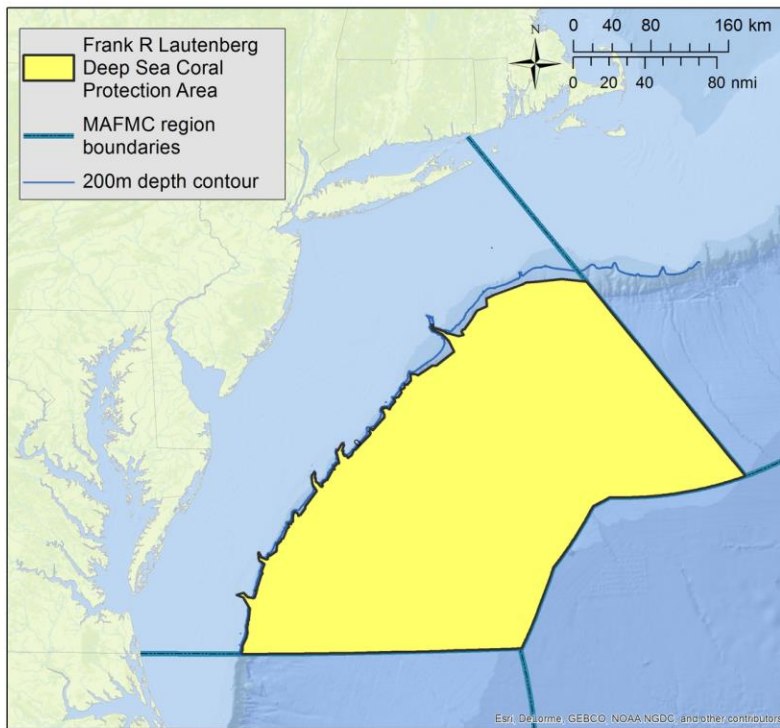 Frank R Lautenberg
Deep Sea Coral
Protection Area
MAFMC region
boundaries
200m depth contour
N
0 40 80 160 km
0 20 40 80 nmi
Esri, DeLorme, GEBCO, NOAA NGDC, and other contributors